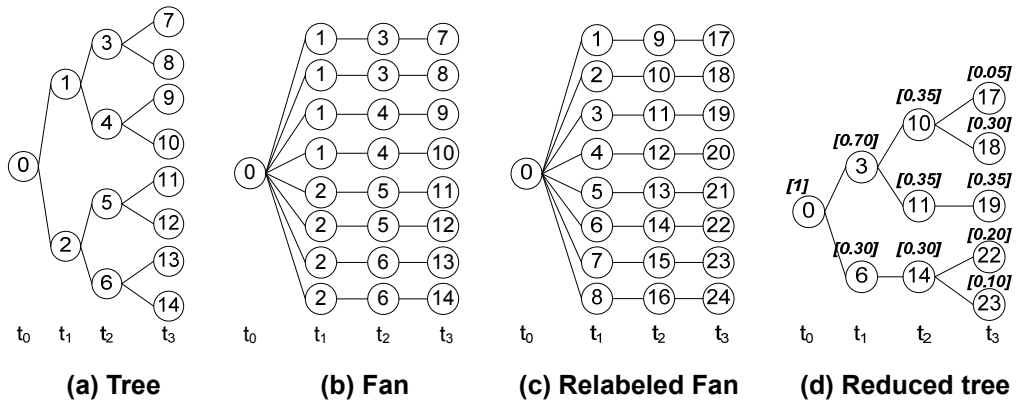 7
3
8
1
9
4
10
0
11
5
12
2
13
6
14
t0 t1 t2 t3
(a) Tree
1 3 7
1 3 8
1 4 9
1 4 10
0
2 5 11
2 5 12
2 6 13
2 6 14
t0 t1 t2 t3
(b) Fan
1 9 17
2 10 18
3 11 19
4 12 20
0
5 13 21
6 14 22
7 15 23
8 16 24
t0 t1 t2 t3
(c) Relabeled Fan
[0.05]
[0.35] 17
10 [0.30]
[0.70] 18
3
[0.35] [0.35]
[1] 11 19
0
[0.20]
[0.30] [0.30] 22
6 14 [0.10]
23
t0 t1 t2 t3
(d) Reduced tree